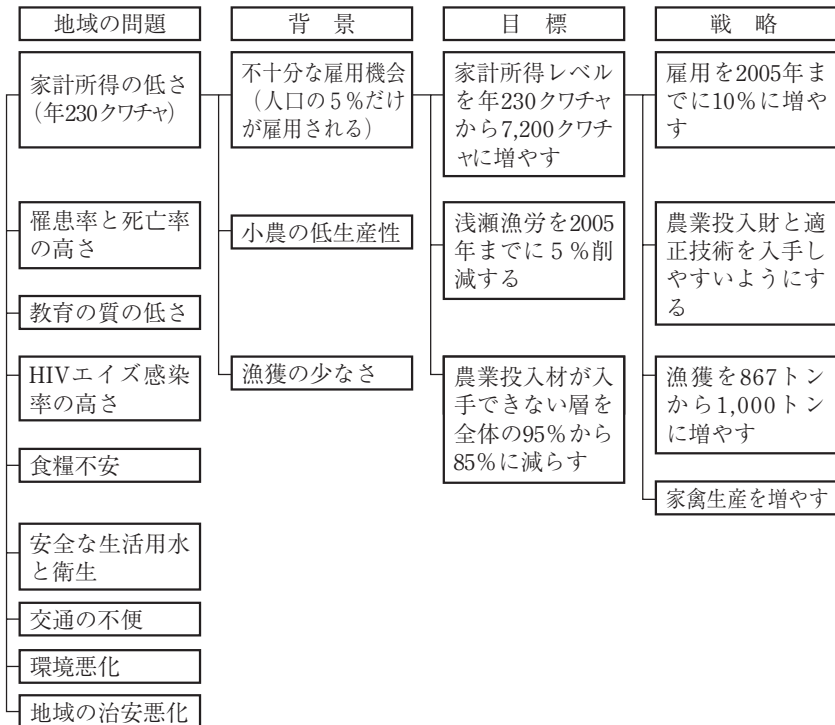 地域の問題
家計所得の低さ
（年230クワチャ）
罹患率と死亡率
の高さ
教育の質の低さ
HIVエイズ感染
率の高さ
食糧不安
安全な生活用水
と衛生
交通の不便
環境悪化
地域の治安悪化
背　景
不十分な雇用機会
（人口の５％だけ
が雇用される）
小農の低生産性
漁獲の少なさ
目　標
家計所得レベル
を年230クワチャ
から7,200クワチ
ャに増やす
浅瀬漁労を2005
年までに５％削
減する
農業投入材が入
手できない層を
全体の95％から
85％に減らす
戦　略
雇用を2005年ま
でに10％に増や
す
農業投入財と適
正技術を入手し
やすいようにす
る
漁獲を867トン
から1,000トン
に増やす
家禽生産を増やす